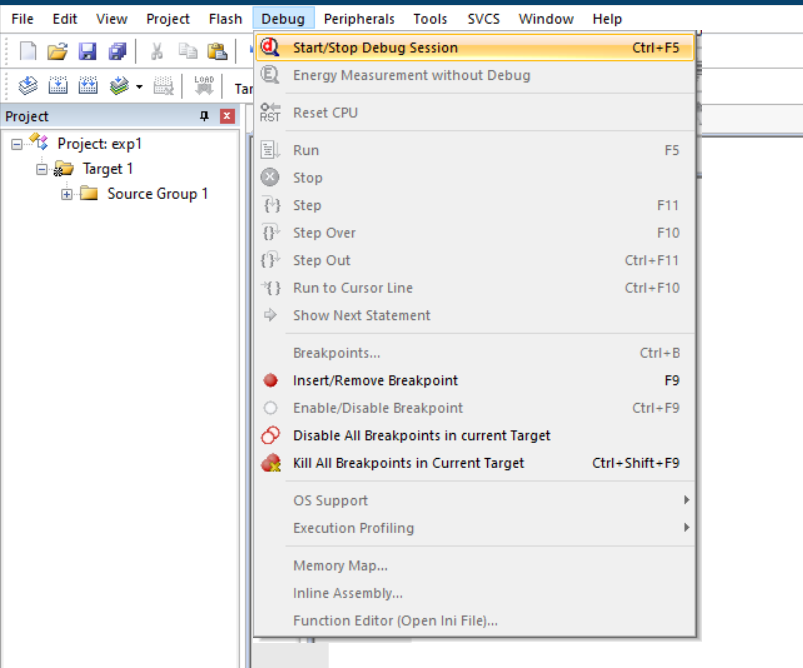 File Edit View Project Flash Debug Peripherals Tools SVCS Window Help
Start/Stop Debug Session Ctrl+F5
Energy Measurement without Debug
Reset CPU
Run F5
Stop
Step F11
Step Over F10
Step Out Ctrl+F11
Run to Cursor Line Ctrl+F10
Show Next Statement
Breakpoints... Ctrl+B
Insert/Remove Breakpoint F9
Enable/Disable Breakpoint Ctrl+F9
Disable All Breakpoints in current Target
Kill All Breakpoints in Current Target Ctrl+Shift+F9
OS Support
Execution Profiling
Memory Map...
Inline Assembly...
Function Editor (Open Ini File)...
LOAD
Tar
Project
Project: exp1
Target 1
Source Group 1
RST